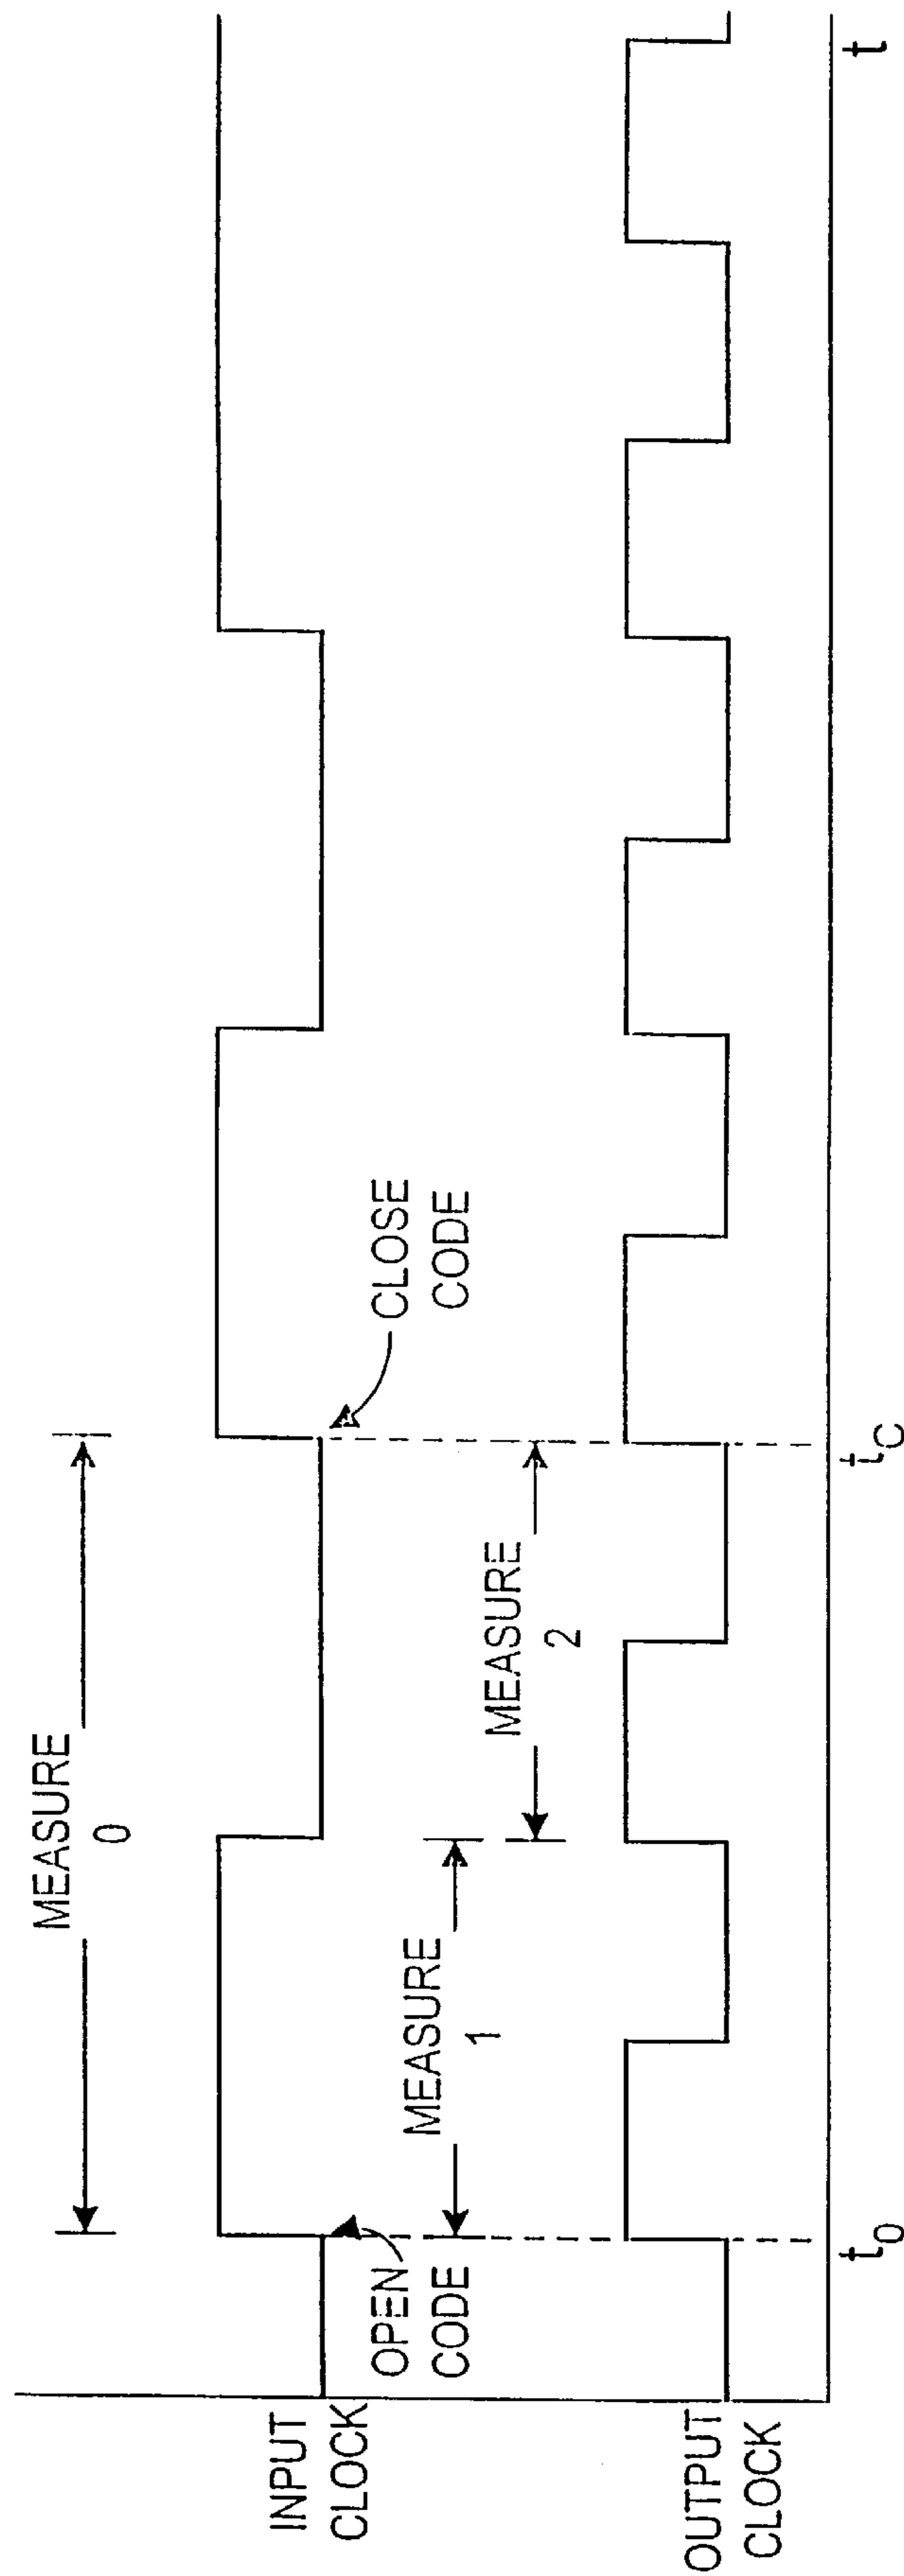 MEASURE
0
INPUT
CLOCK
OPEN
CODE
CLOSE
CODE
MEASURE
1
MEASURE
2
OUTPUT
CLOCK
t0
tC
t